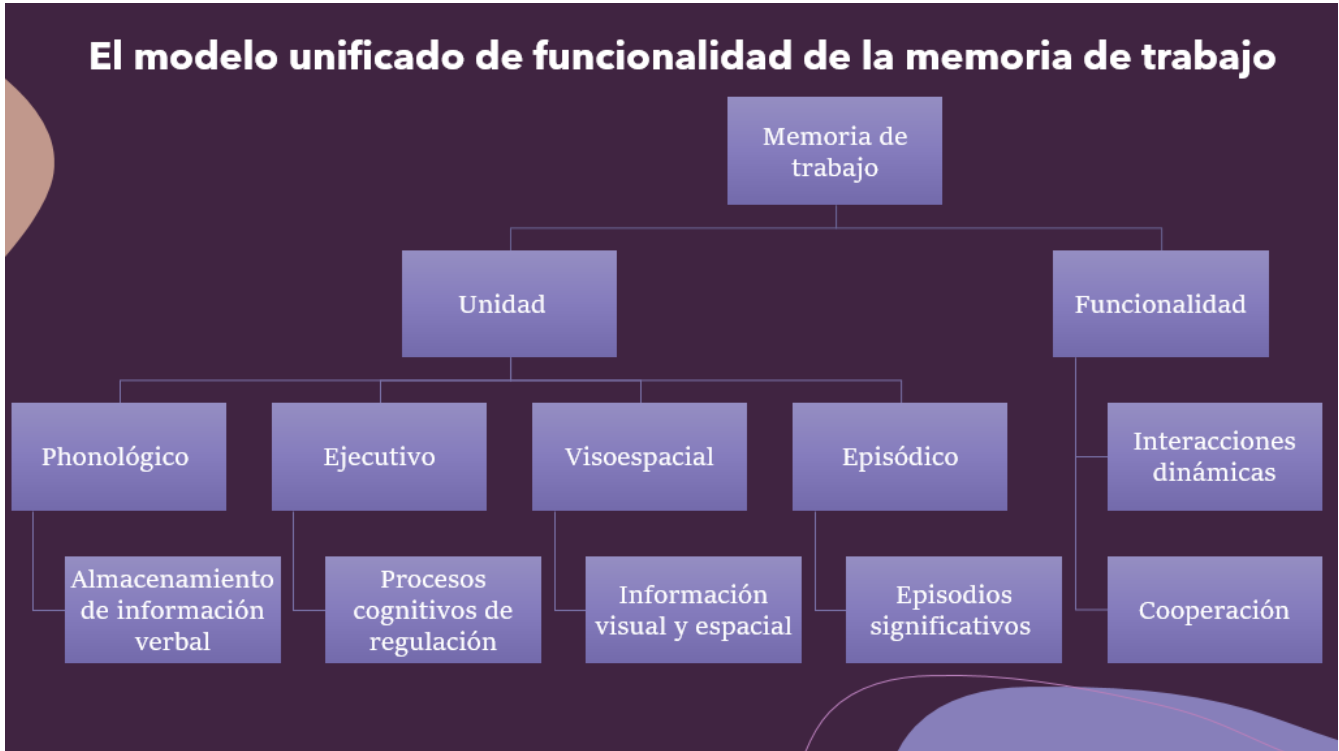 El modelo unificado de funcionalidad de la memoria de trabajo
Memoria de
trabajo
Unidad
Funcionalidad
Phonológico
Ejecutivo
Visoespacial
Episódico
Interacciones
dinámicas
Almacenamiento
de información
verbal
Procesos
cognitivos de
regulación
Información
visual y espacial
Episodios
significativos
Cooperación